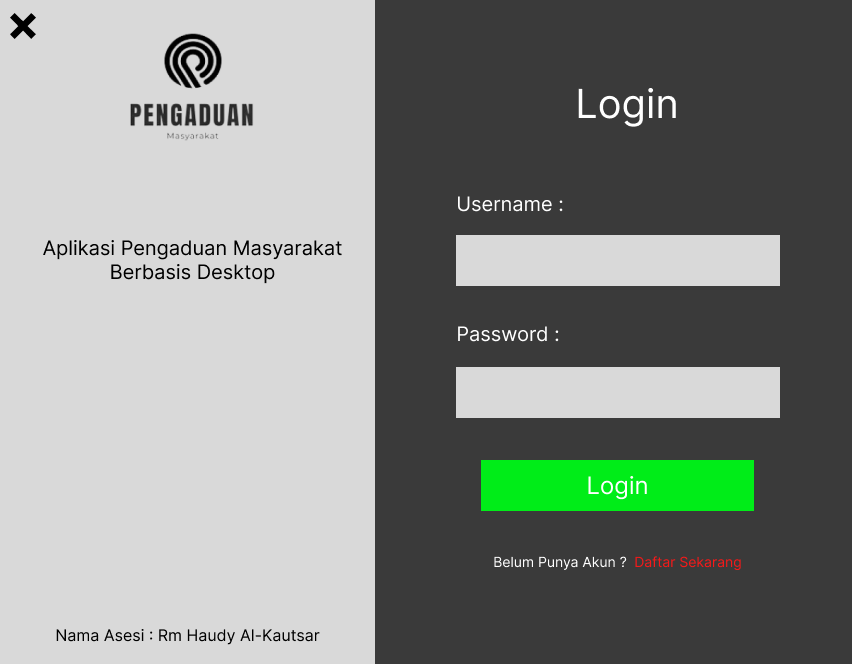 PENGADUAN
Masyarakat
Aplikasi Pengaduan Masyarakat
Berbasis Desktop
Nama Asesi : Rm Haudy Al-Kautsar
Login
Username :
Password :
Login
Belum Punya Akun ? Daftar Sekarang